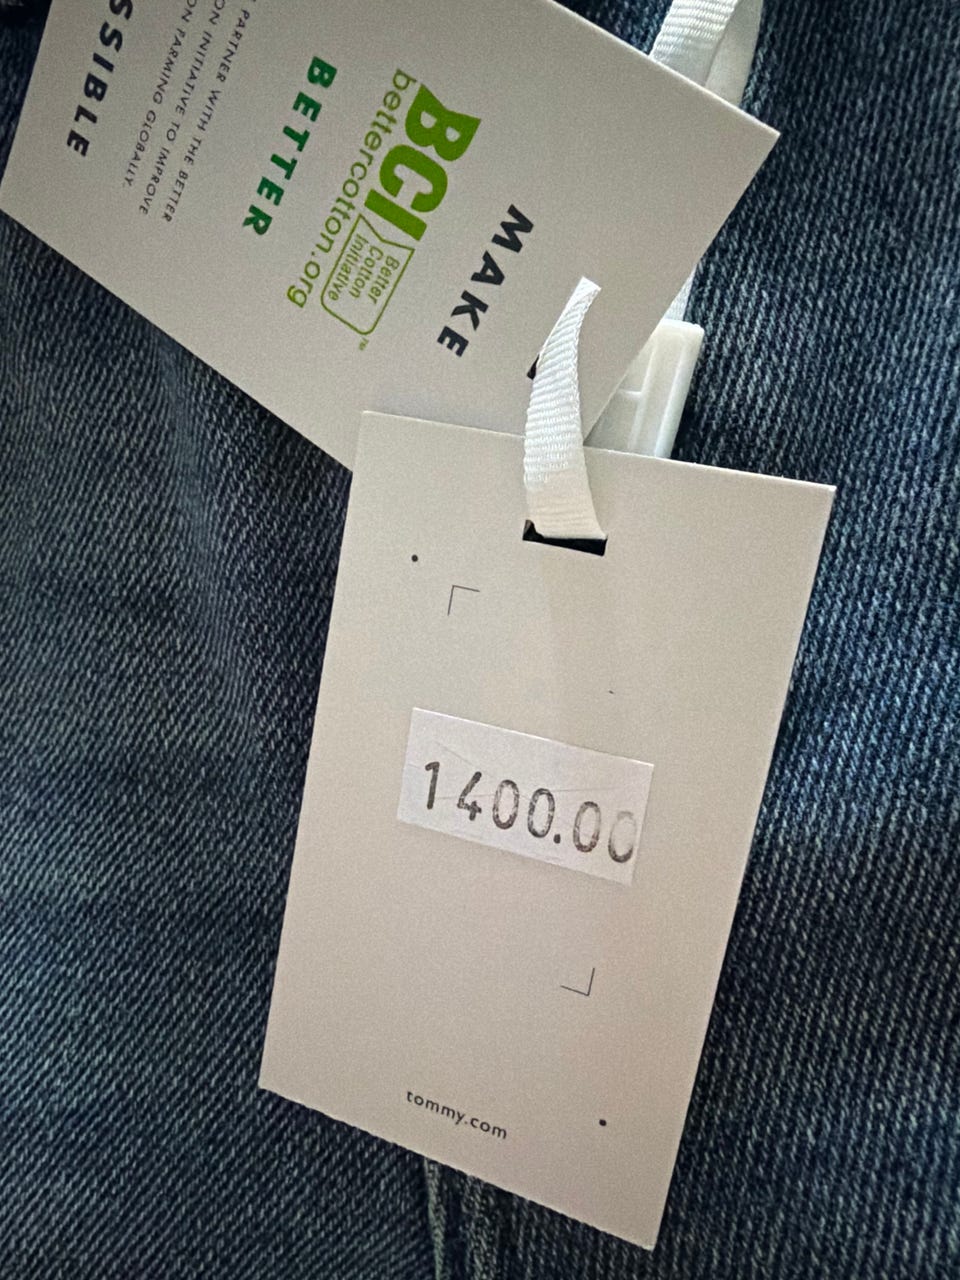 MAKE
BCI
Better
Cotton
Initiative
™
bettercotton.org
BETTER
PARTNER WITH THE BETTER
ON INITIATIVE TO IMPROVE
ON FARMING GLOBALLY.
SSIBLE
1400.00
tommy.com